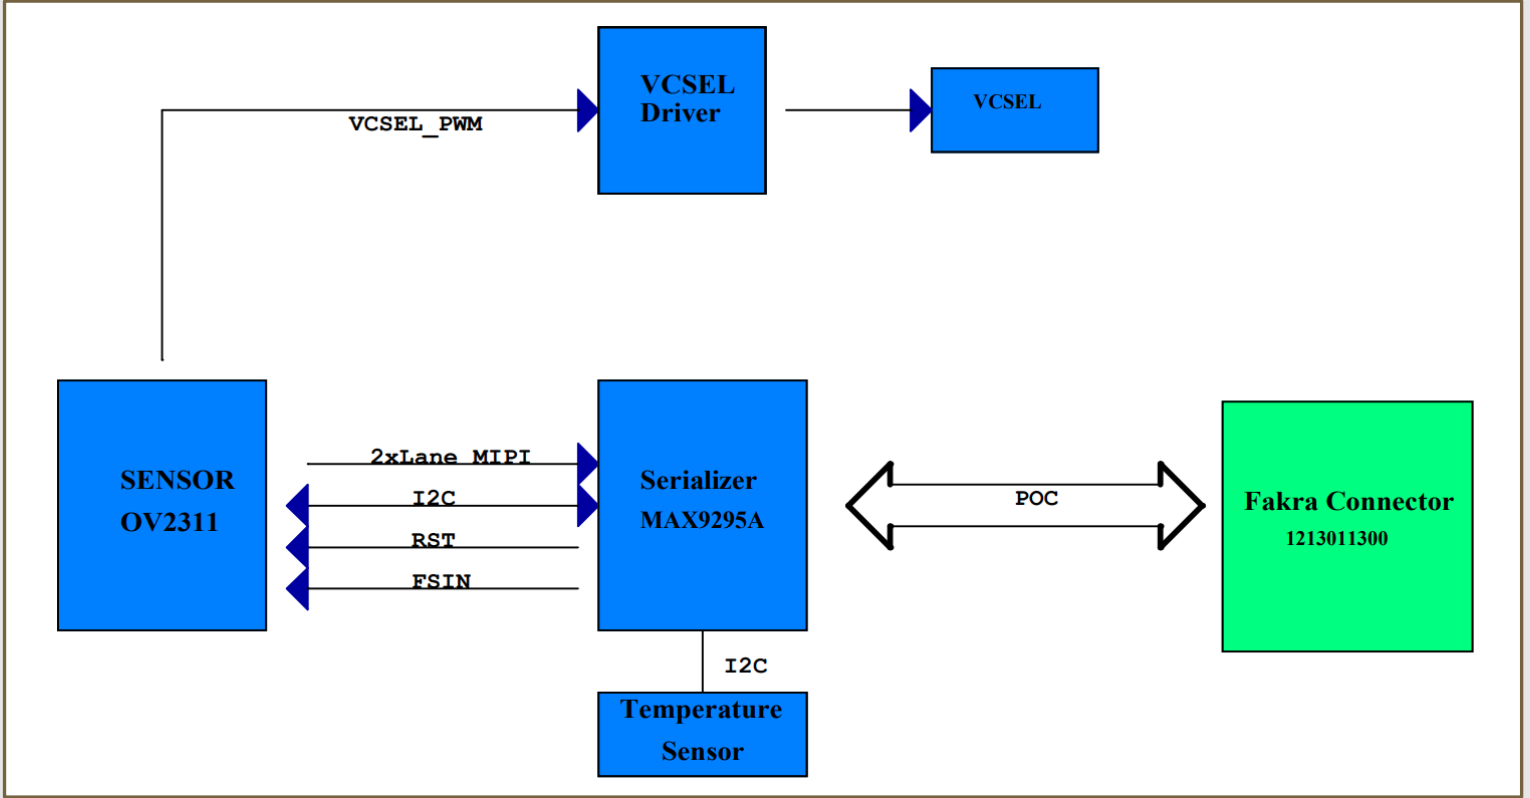 VCSEL
Driver
VCSEL
VCSEL_PWM
SENSOR
OV2311
2xLane MIPI
I2C
RST
FSIN
Serializer
MAX9295A
POC
Fakra Connector
1213011300
I2C
Temperature
Sensor